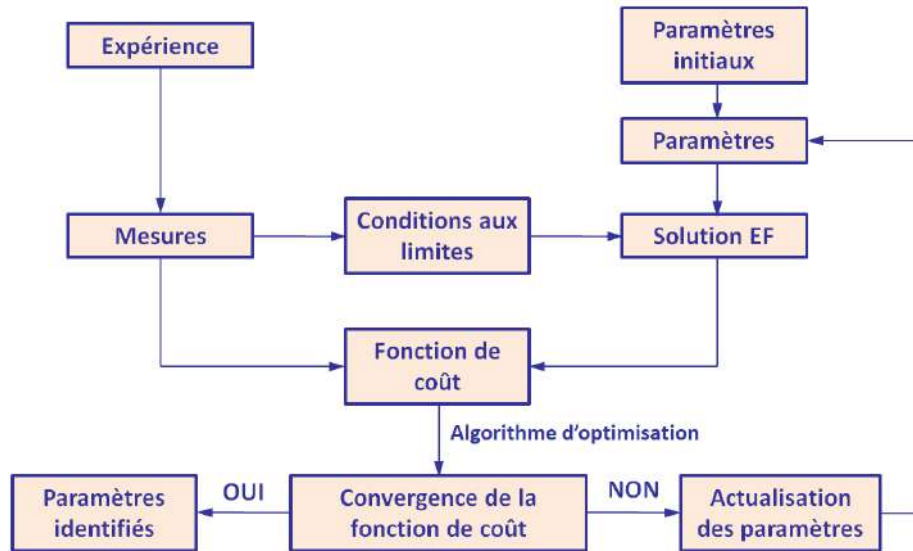 Expérience
Paramètres
initiaux
Paramètres
Mesures
Conditions aux
limites
Solution EF
Fonction de
coût
Algorithme d'optimisation
Paramètres
identifiés
OUI
Convergence de la
fonction de coût
NON
Actualisation
des paramètres